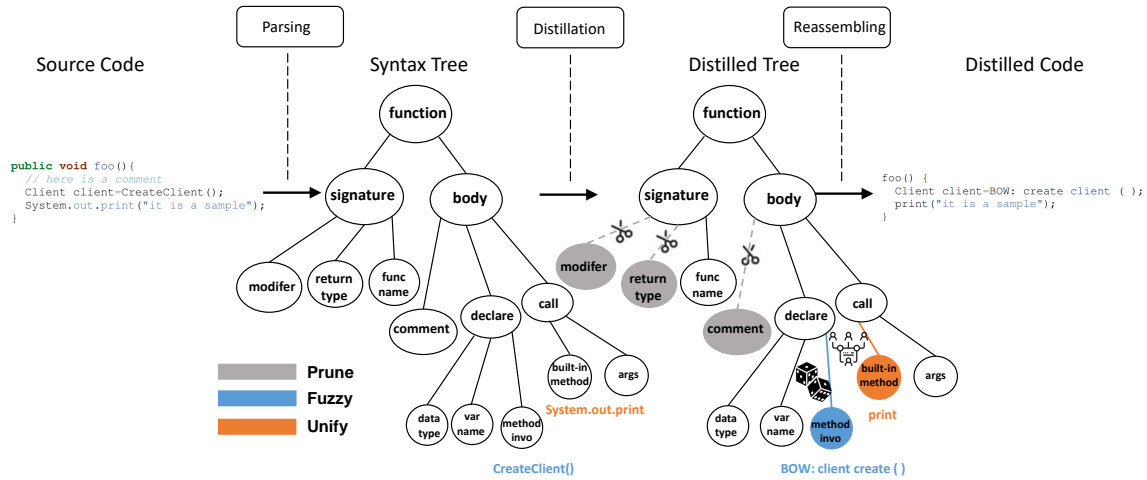 Parsing
Distillation
Reassembling
Source Code
Syntax Tree
Distilled Tree
Distilled Code
public void foo(){
// here is a comment
Client client=CreateClient();
System.out.print("it is a sample");
}
function
signature
body
modifer
return
type
func
name
comment
declare
call
data
type
var
name
method
invo
built-in
method
args
System.out.print
CreateClient()
function
signature
body
modifer
return
type
func
name
comment
declare
call
data
type
var
name
method
invo
built-in
method
args
print
BOW: client create ( )
foo() {
Client client=BOW: create client ( );
print("it is a sample");
}
Prune
Fuzzy
Unify